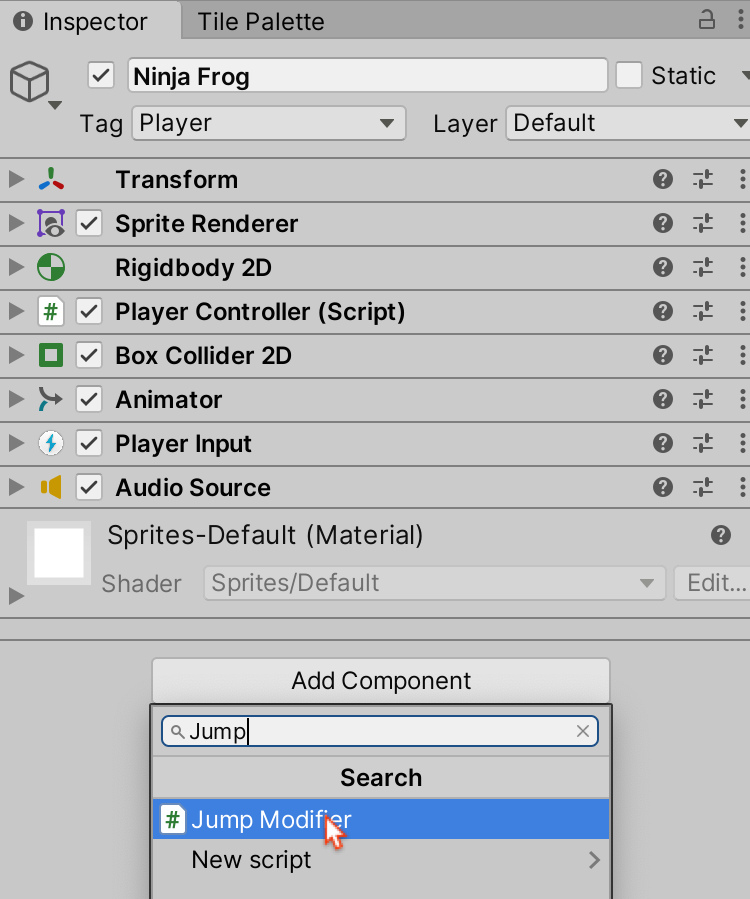 Inspector Tile Palette
Ninja Frog Static
Tag Player Layer Default
Transform
Sprite Renderer
Rigidbody 2D
# Player Controller (Script)
Box Collider 2D
Animator
Player Input
Audio Source
Sprites-Default (Material)
Shader Sprites/Default Edit...
Add Component
Jump
Search
# Jump Modifier
New script